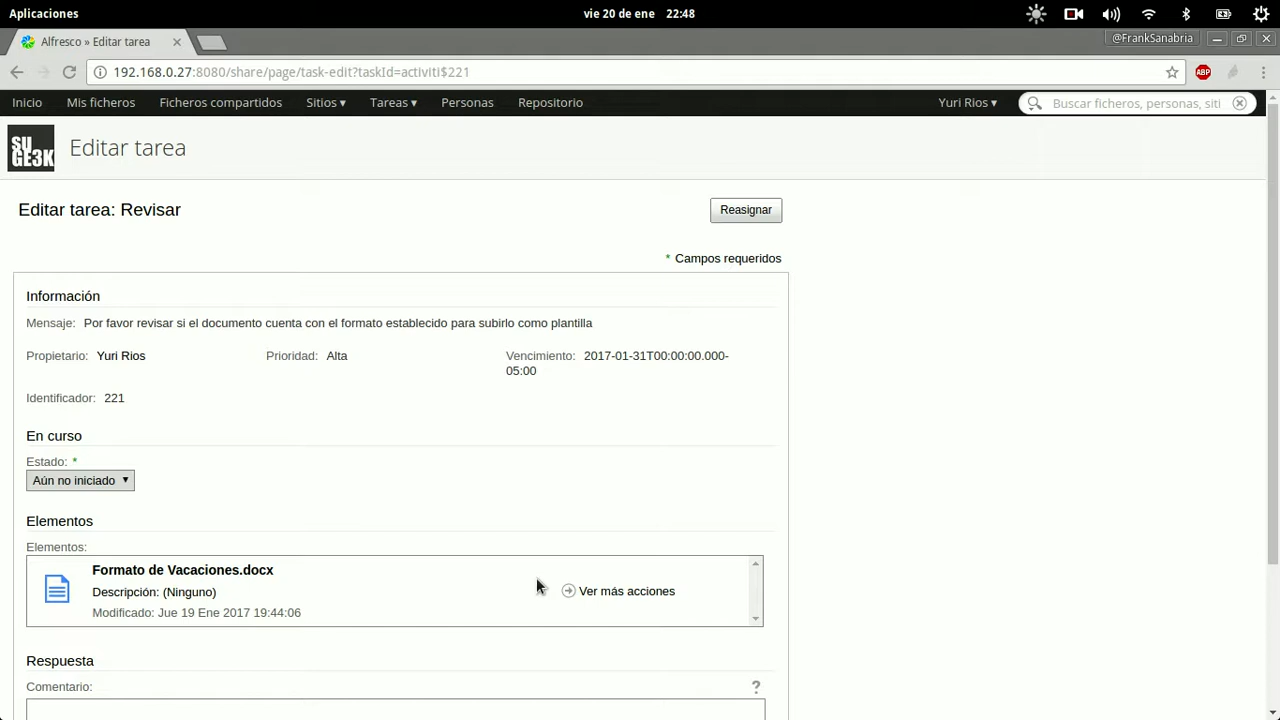 Aplicaciones
vie 20 de ene 22:48
Alfresco » Editar tarea
@FrankSanabria
192.168.0.27:8080/share/page/task-edit?taskId=activiti$221
ABP
Inicio Mis ficheros Ficheros compartidos Sitios ▾ Tareas ▾ Personas Repositorio Yuri Rios ▾ Buscar ficheros, personas, siti
SU
GE3K
Editar tarea
Editar tarea: Revisar
Reasignar
* Campos requeridos
Información
Mensaje: Por favor revisar si el documento cuenta con el formato establecido para subirlo como plantilla
Propietario: Yuri Rios Prioridad: Alta Vencimiento: 2017-01-31T00:00:00.000-
05:00
Identificador: 221
En curso
Estado: *
Aún no iniciado ▾
Elementos
Elementos:
Formato de Vacaciones.docx
Descripción: (Ninguno)
Ver más acciones
Modificado: Jue 19 Ene 2017 19:44:06
Respuesta
Comentario: ?